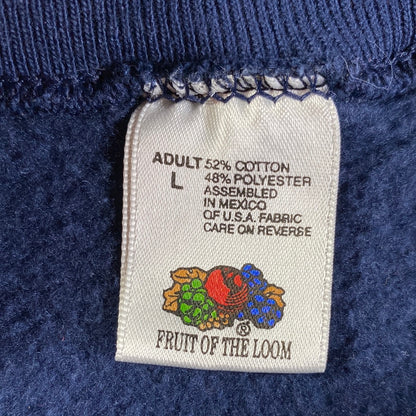 ADULT 52% COTTON
L 48% POLYESTER
ASSEMBLED
IN MEXICO
OF U.S.A. FABRIC
CARE ON REVERSE
®
FRUIT OF THE LOOM